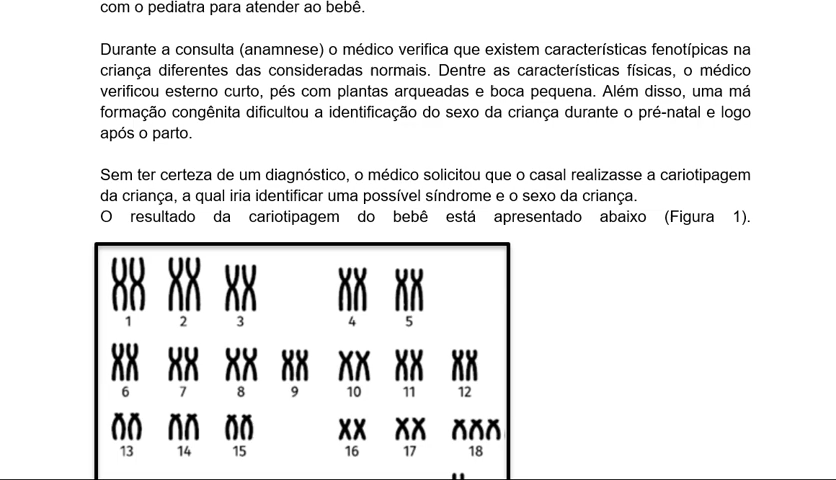 com o pediatra para atender ao bebê.
Durante a consulta (anamnese) o médico verifica que existem características fenotípicas na
criança diferentes das consideradas normais. Dentre as características físicas, o médico
verificou esterno curto, pés com plantas arqueadas e boca pequena. Além disso, uma má
formação congênita dificultou a identificação do sexo da criança durante o pré-natal e logo
após o parto.
Sem ter certeza de um diagnóstico, o médico solicitou que o casal realizasse a cariotipagem
da criança, a qual iria identificar uma possível síndrome e o sexo da criança.
O resultado da cariotipagem do bebê está apresentado abaixo (Figura 1).
1 2 3 4 5
6 7 8 9 10 11 12
13 14 15 16 17 18